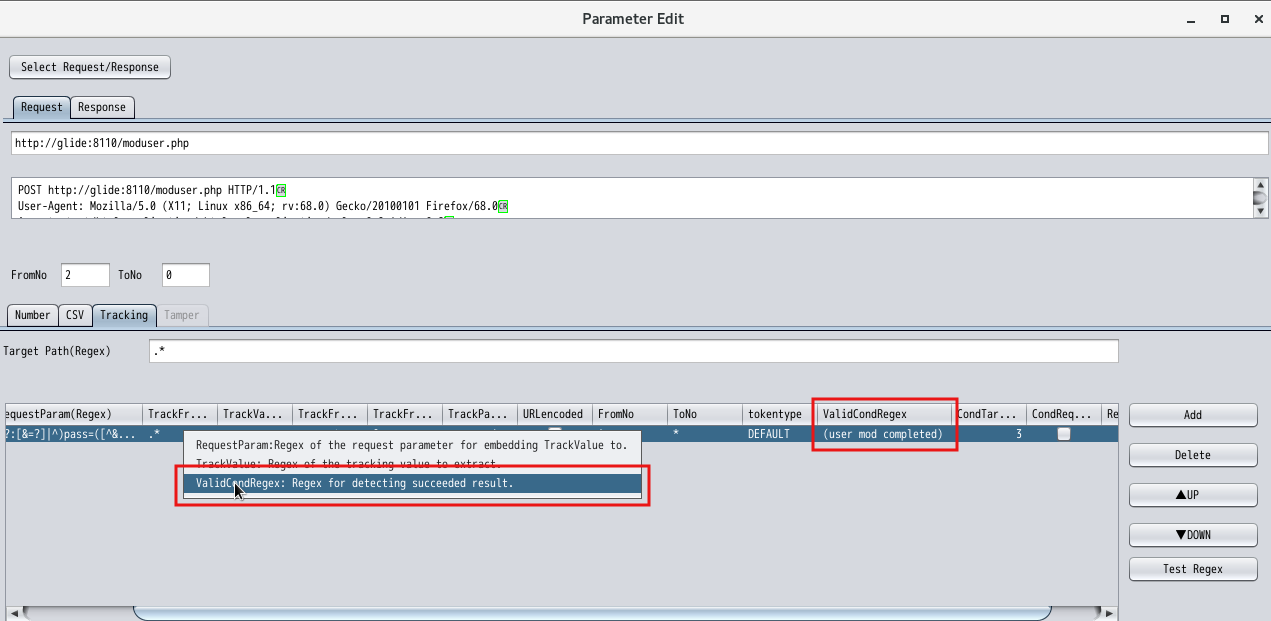 Parameter Edit
Select Request/Response
Request Response
http://glide:8110/moduser.php
POST http://glide:8110/moduser.php HTTP/1.1CR
User-Agent: Mozilla/5.0 (X11; Linux x86_64; rv:68.0) Gecko/20100101 Firefox/68.0CR
FromNo 2 ToNo 0
Number CSV Tracking Tamper
Target Path(Regex) .*
equestParam(Regex) TrackFr... TrackVa... TrackFr... TrackFr... TrackPa... URLencoded FromNo ToNo tokentype ValidCondRegex CondTar... CondReq... Re
?:[&=?]|^)pass=([^&... .* * DEFAULT (user mod completed) 3
RequestParam:Regex of the request parameter for embedding TrackValue to.
TrackValue: Regex of the tracking value to extract.
ValidCondRegex: Regex for detecting succeeded result.
Add
Delete
▲UP
▼DOWN
Test Regex